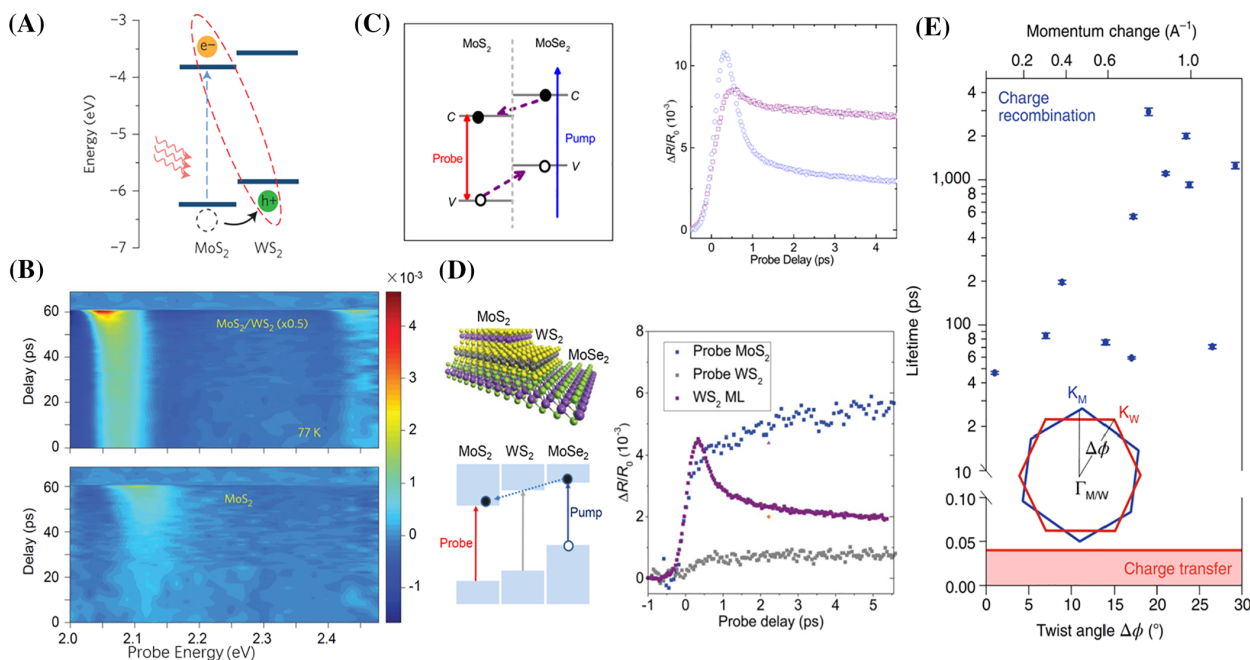 (A)
Energy (eV)
−3
−4
−5
−6
−7
e−
h+
MoS2
WS2
(B)
×10−3
Delay (ps)
60
40
20
0
MoS2/WS2 (x0.5)
77 K
Delay (ps)
60
40
20
0
MoS2
2.0
2.1
2.2
2.3
2.4
Probe Energy (eV)
4
3
2
1
0
−1
(C)
MoS2
MoSe2
C
C
Probe
Pump
V
V
ΔR/R0 (10-3)
10
5
0
0
1
2
3
4
Probe Delay (ps)
(D)
MoS2
WS2
MoSe2
MoS2
WS2
MoSe2
Probe
Pump
ΔR/R0 (10-3)
8
6
4
2
0
Probe MoS2
Probe WS2
WS2 ML
-1
0
1
2
3
4
5
Probe delay (ps)
(E)
Momentum change (A−1)
0.2
0.4
0.6
1.0
Charge
recombination
Lifetime (ps)
4
2
1,000
8
6
4
2
100
8
6
4
2
10
0.10
0.05
0.00
KM
KW
Δϕ
ΓM/W
Charge transfer
0
5
10
15
20
25
30
Twist angle Δϕ (°)